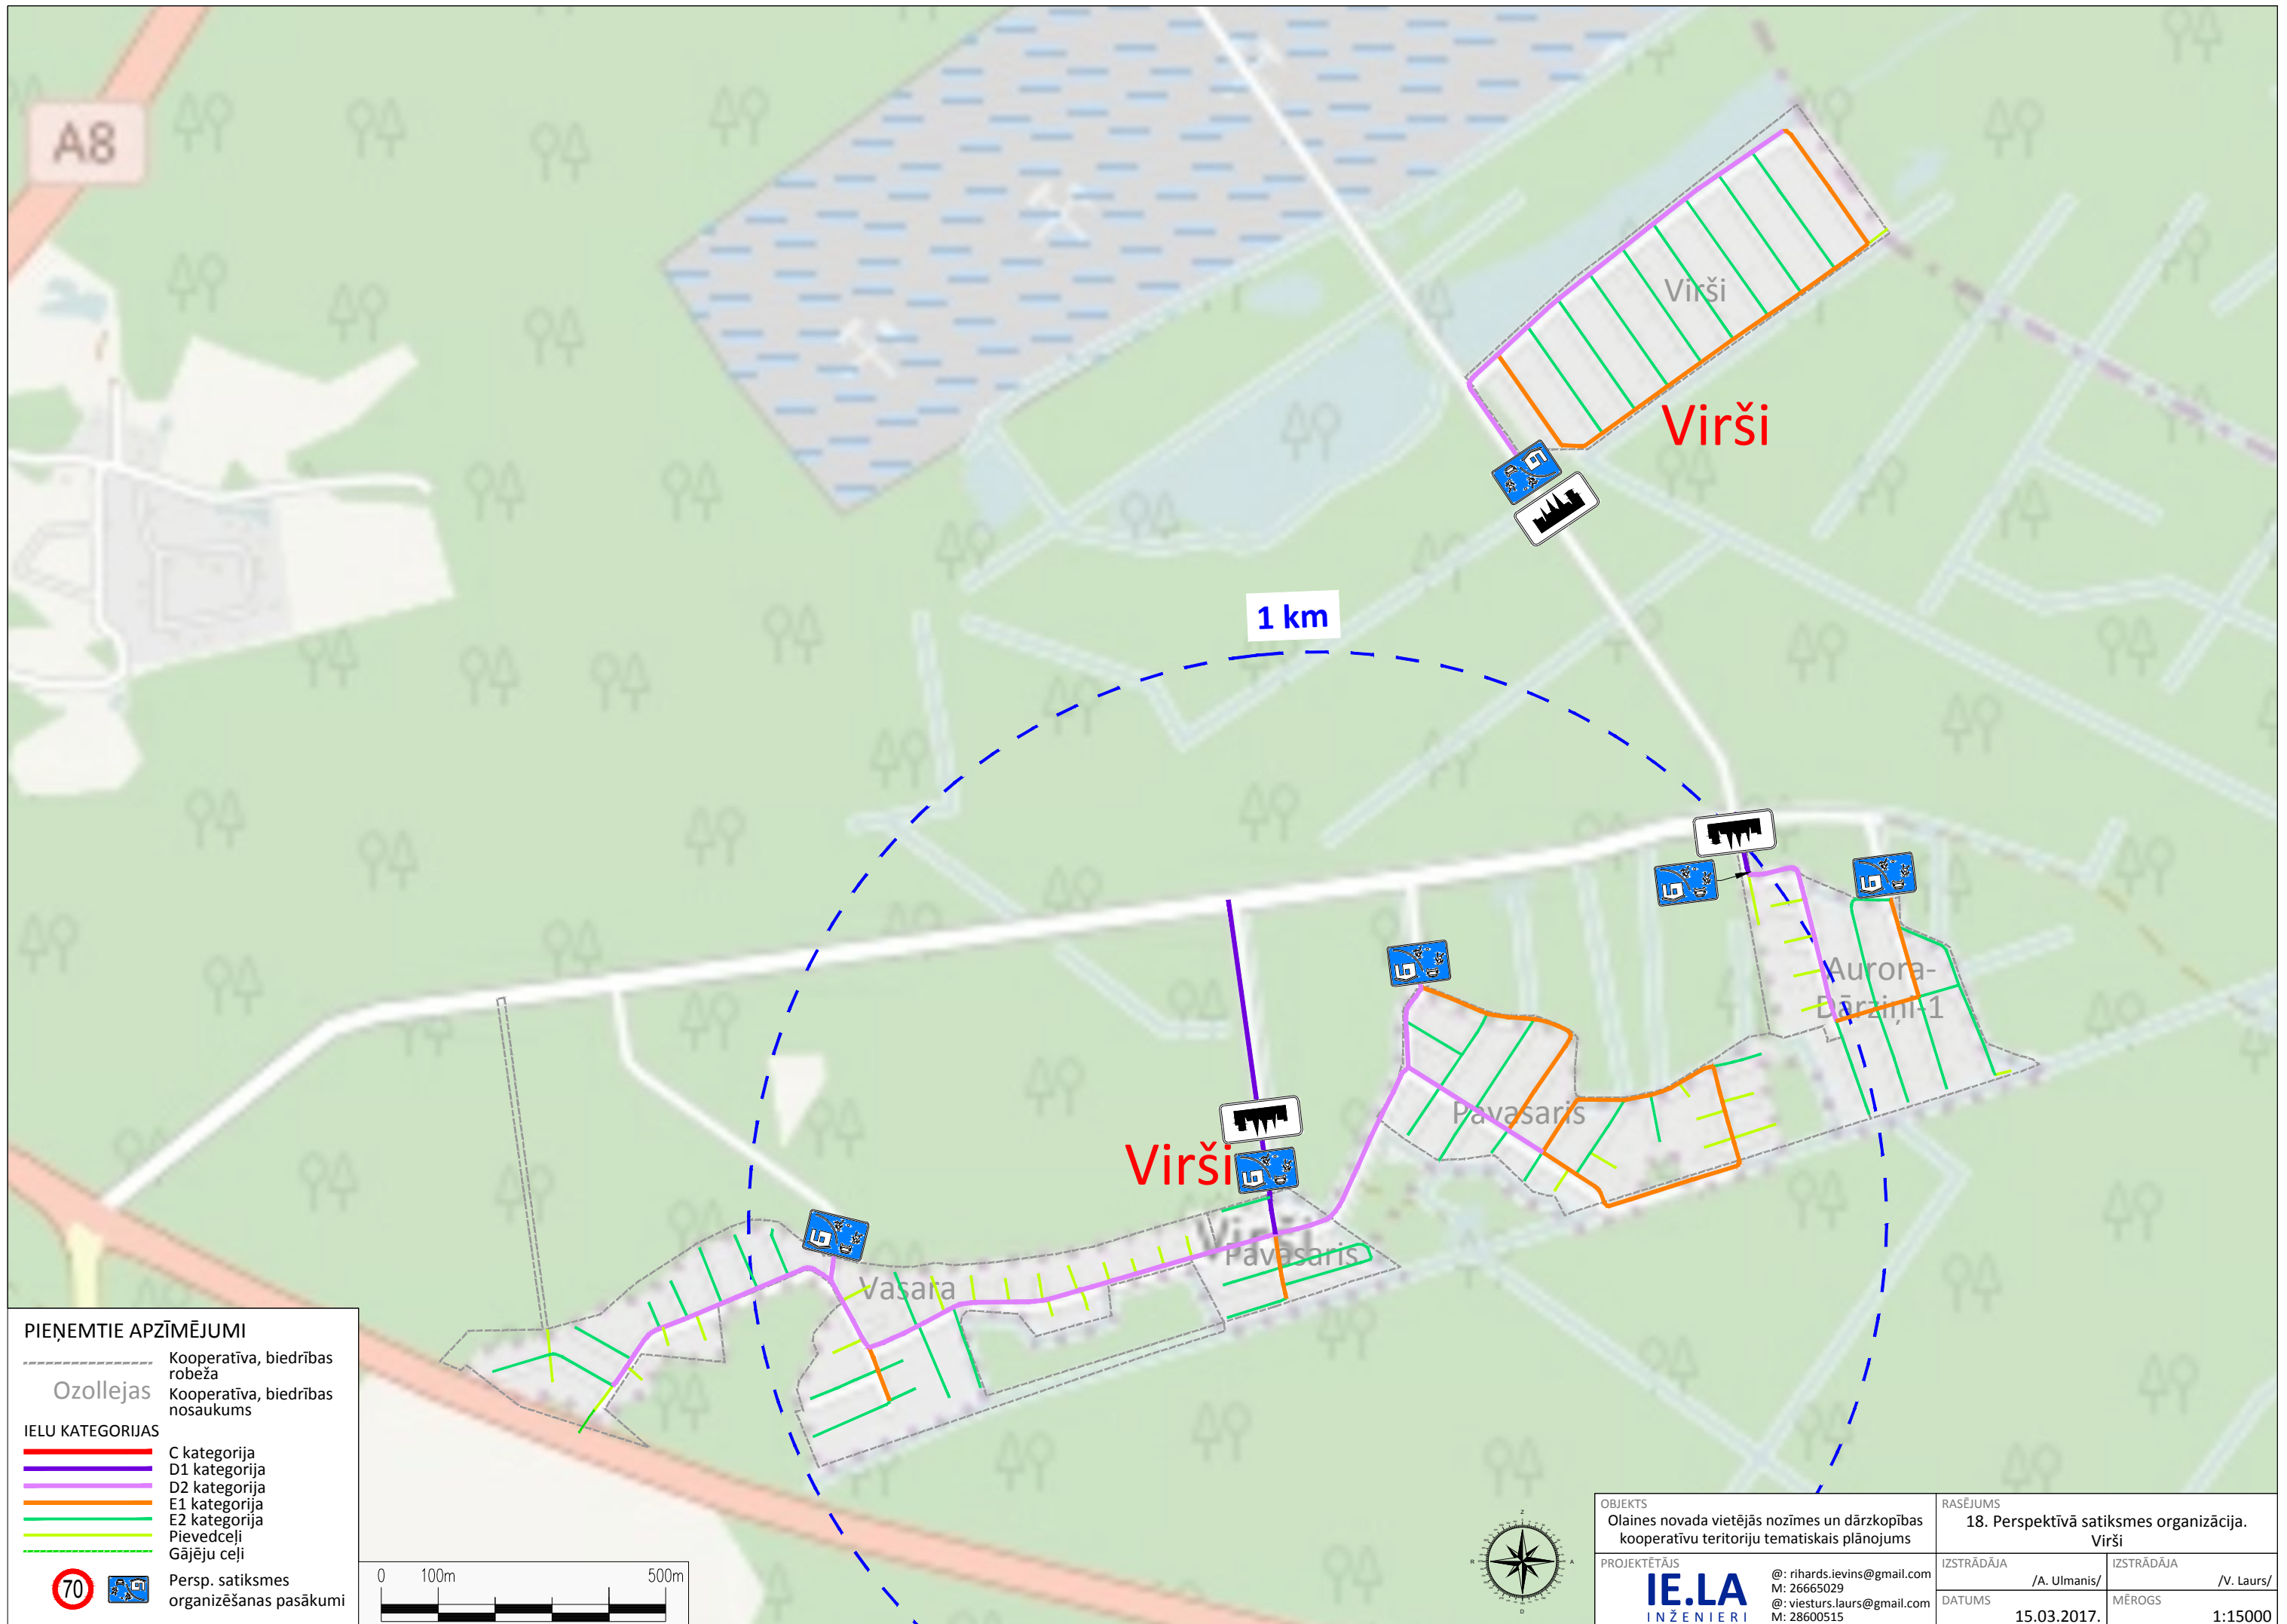 A8
Virši
Virši
1 km
Aurora-
Dārziņi-1
Pavasaris
Virši
Virši
Pavasaris
Vasara
PIEŅEMTIE APZĪMĒJUMI
Kooperatīva, biedrības
robeža
Ozollejas
Kooperatīva, biedrības
nosaukums
IELU KATEGORIJAS
C kategorija
D1 kategorija
D2 kategorija
E1 kategorija
E2 kategorija
Pievedceļi
Gājēju ceļi
70
Persp. satiksmes
organizēšanas pasākumi
0 100m 500m
Z
R
A
D
OBJEKTS
Olaines novada vietējās nozīmes un dārzkopības
kooperatīvu teritoriju tematiskais plānojums
RASĒJUMS
18. Perspektīvā satiksmes organizācija.
Virši
PROJEKTĒTĀJS
IE.LA
INŽENIERI
@: rihards.ievins@gmail.com
M: 26665029
@: viesturs.laurs@gmail.com
M: 28600515
IZSTRĀDĀJA
/A. Ulmanis/
IZSTRĀDĀJA
/V. Laurs/
DATUMS
15.03.2017.
MĒROGS
1:15000